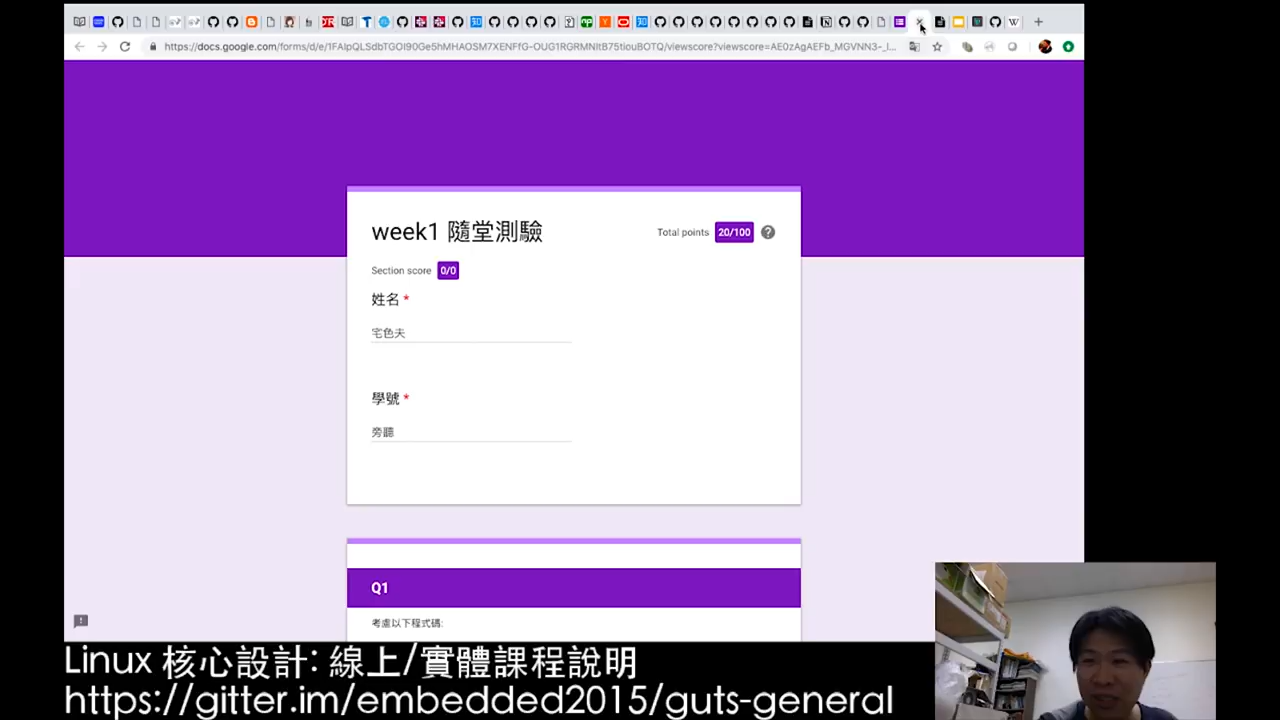 https://docs.google.com/forms/d/e/1FAIpQLSdbTGOI90Ge5hMHAOSM7XENFfG-OUG1RGRMNItB75tiouBOTQ/viewscore?viewscore=AE0zAgAEFb_MGVNN3-_l...
week1 隨堂測驗
Total points 20/100
Section score 0/0
姓名 *
宅色夫
學號 *
旁聽
Q1
考慮以下程式碼:
Linux 核心設計: 線上/實體課程說明
https://gitter.im/embedded2015/guts-general